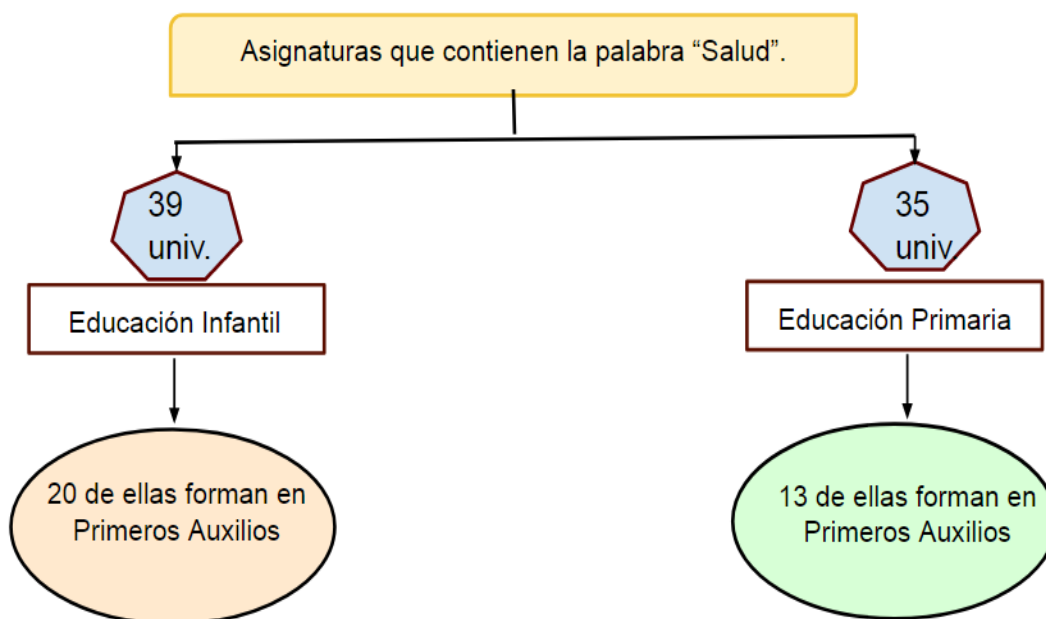 Asignaturas que contienen la palabra “Salud”.
39
univ.
35
univ.
Educación Infantil
Educación Primaria
20 de ellas forman en
Primeros Auxilios
13 de ellas forman en
Primeros Auxilios